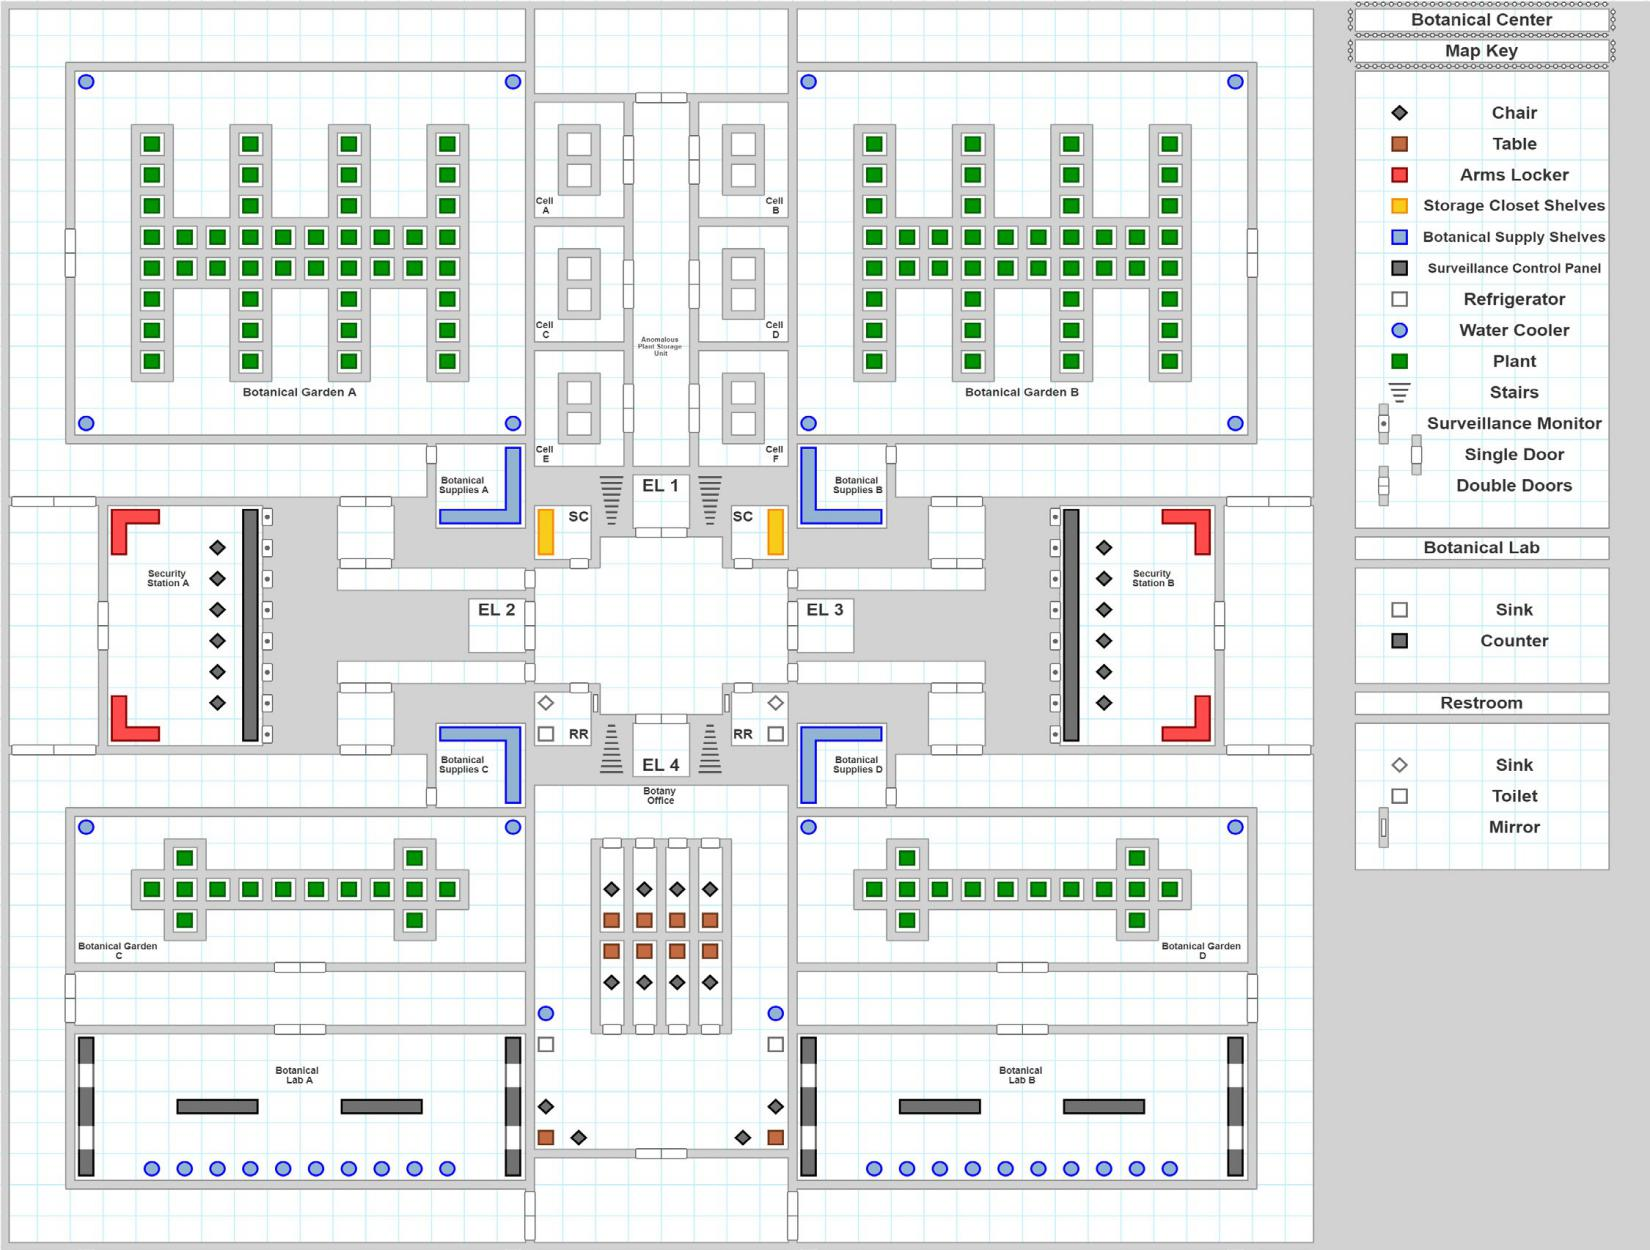 Botanical Center
Map Key
Chair
Table
Arms Locker
Storage Closet Shelves
Botanical Supply Shelves
Surveillance Control Panel
Refrigerator
Water Cooler
Plant
Stairs
Surveillance Monitor
Single Door
Double Doors
Botanical Lab
Sink
Counter
Restroom
Sink
Toilet
Mirror
Cell
A
Cell
B
Cell
C
Cell
D
Anomalous
Plant Storage
Unit
Botanical Garden A
Botanical Garden B
Cell
E
Cell
F
Botanical
Supplies A
EL 1
Botanical
Supplies B
SC
SC
Security
Station A
Security
Station B
EL 2
EL 3
RR
RR
Botanical
Supplies C
EL 4
Botanical
Supplies D
Botany
Office
Botanical Garden
C
Botanical Garden
D
Botanical
Lab A
Botanical
Lab B